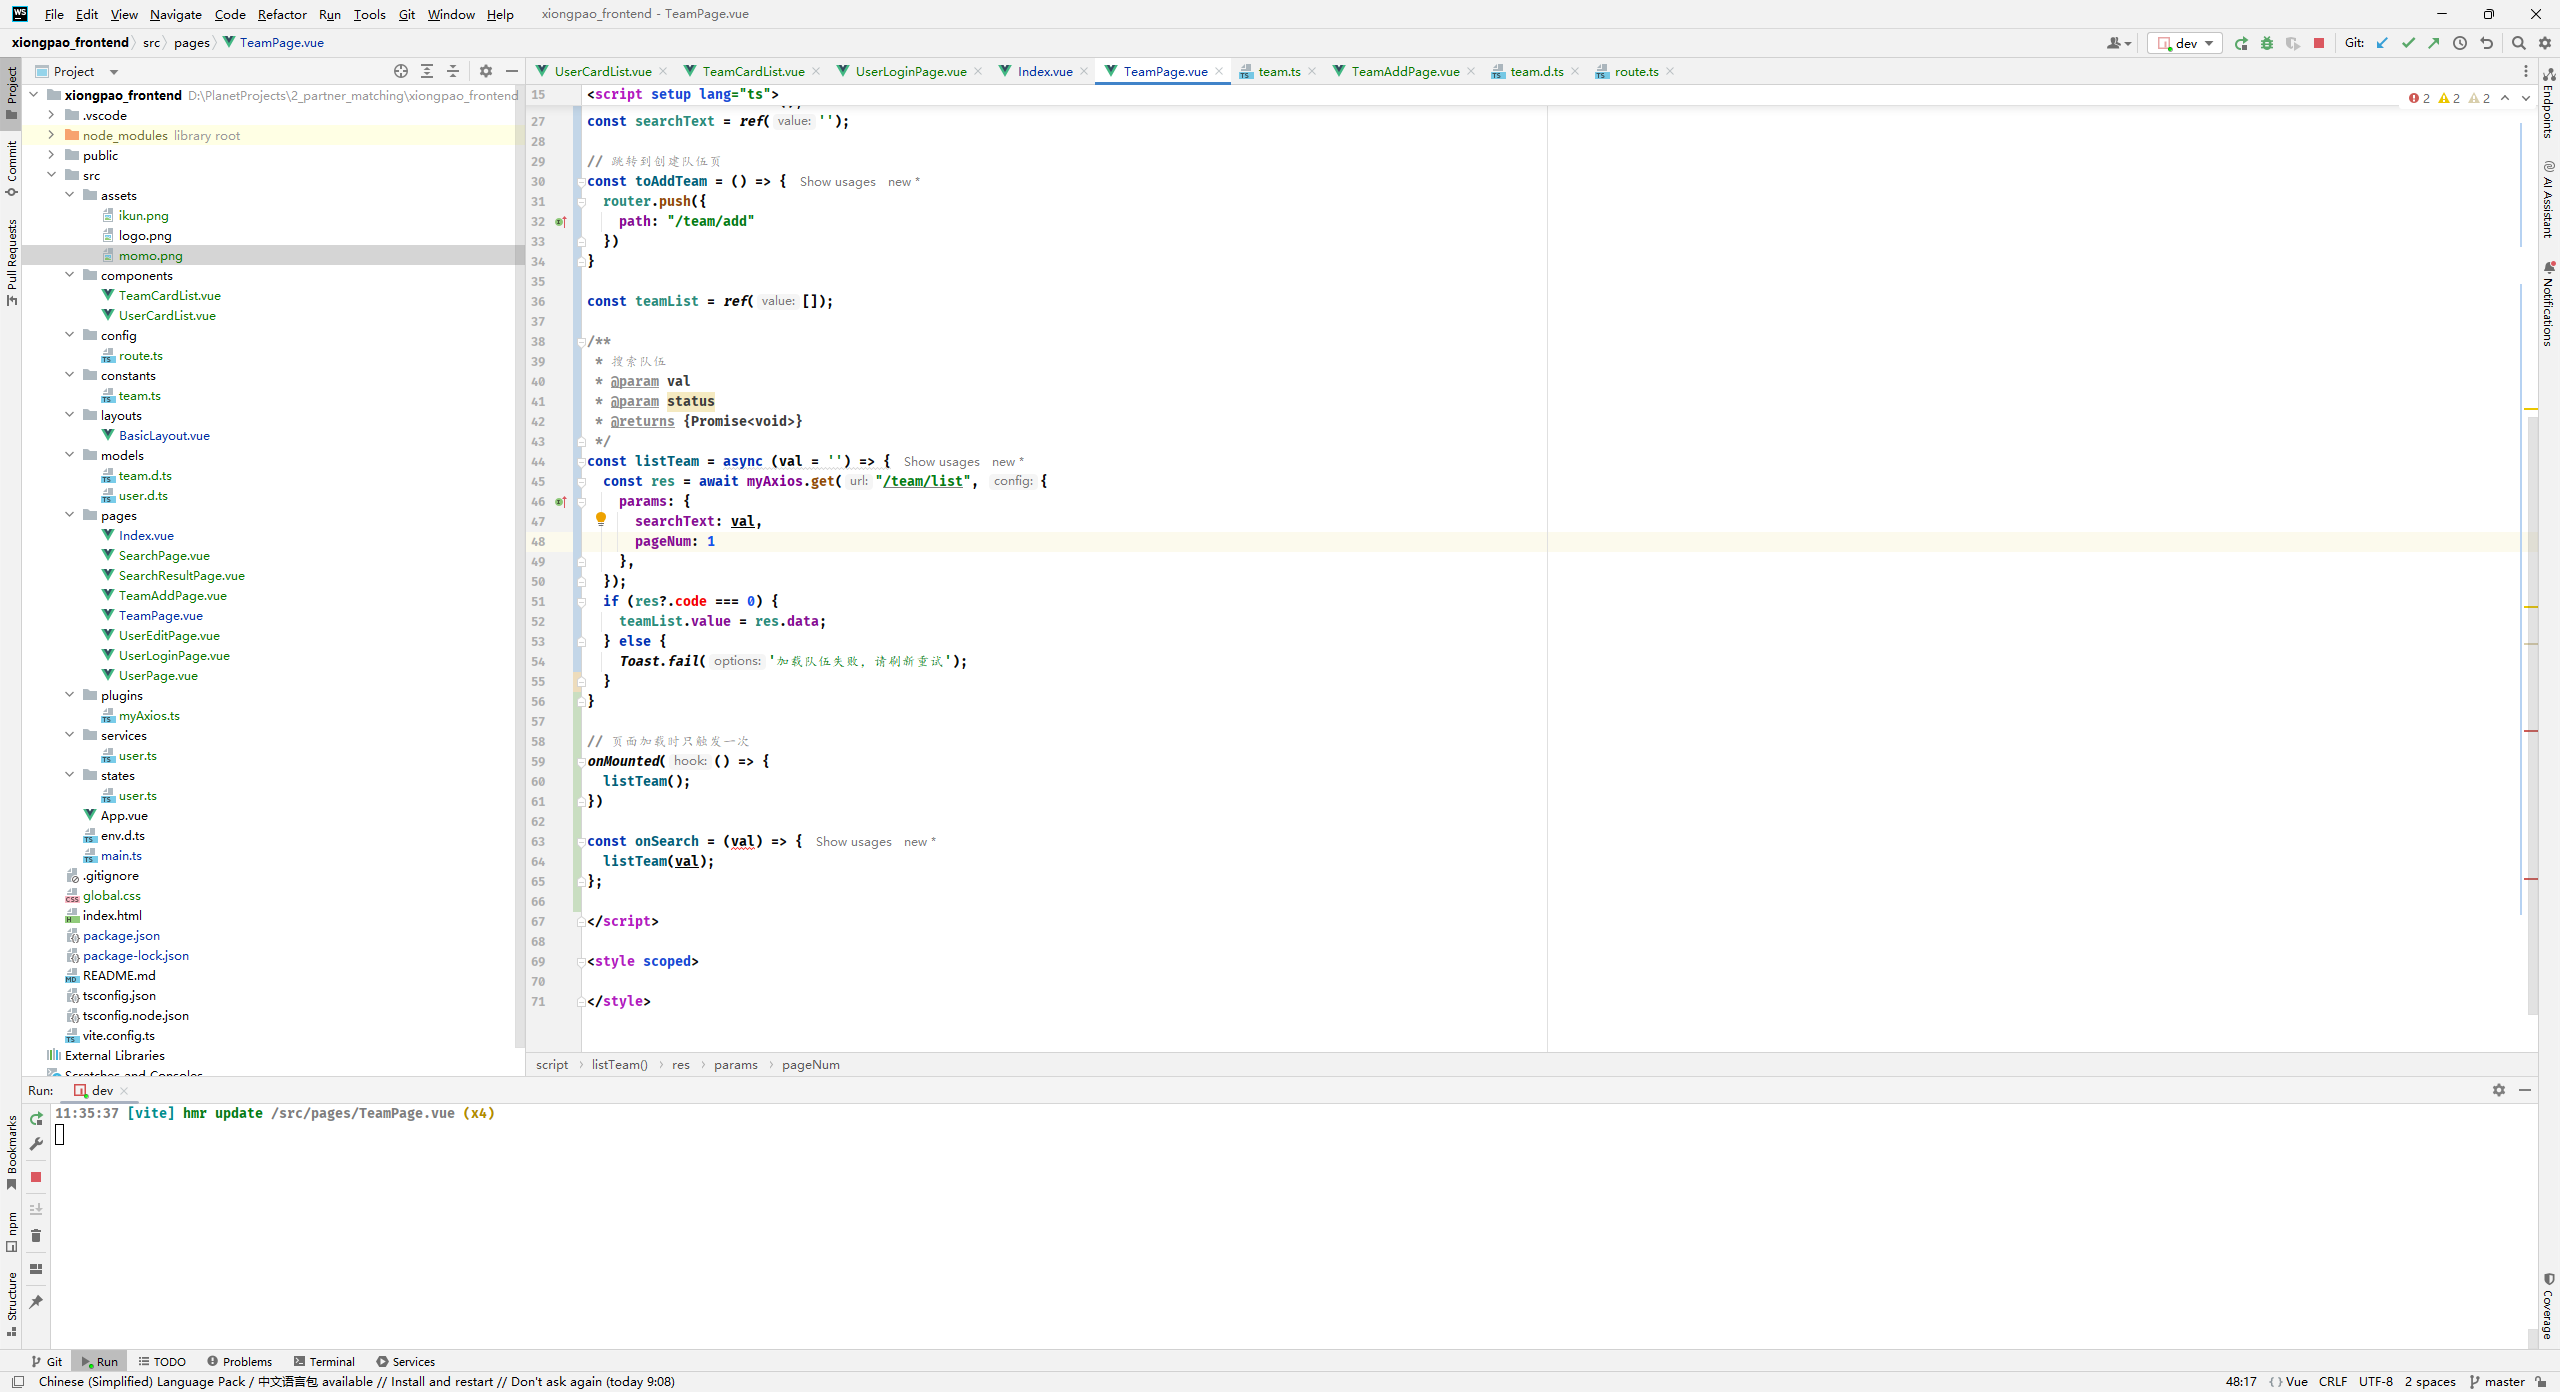 File Edit View Navigate Code Refactor Run Tools Git Window Help xiongpao_frontend - TeamPage.vue
xiongpao_frontend src pages TeamPage.vue
dev
Git:
Project
UserCardList.vue TeamCardList.vue UserLoginPage.vue Index.vue TeamPage.vue team.ts TeamAddPage.vue team.d.ts route.ts
Project
Commit
Pull Requests
xiongpao_frontend D:\PlanetProjects\2_partner_matching\xiongpao_frontend
.vscode
node_modules library root
public
src
assets
ikun.png
logo.png
momo.png
components
TeamCardList.vue
UserCardList.vue
config
route.ts
constants
team.ts
layouts
BasicLayout.vue
models
team.d.ts
user.d.ts
pages
Index.vue
SearchPage.vue
SearchResultPage.vue
TeamAddPage.vue
TeamPage.vue
UserEditPage.vue
UserLoginPage.vue
UserPage.vue
plugins
myAxios.ts
services
user.ts
states
user.ts
App.vue
env.d.ts
main.ts
.gitignore
global.css
index.html
package.json
package-lock.json
README.md
tsconfig.json
tsconfig.node.json
vite.config.ts
External Libraries
Scratches and Consoles
15 <script setup lang="ts">
2 2 2
27 const searchText = ref( value: '');
28
29 // 跳转到创建队伍页
30 const toAddTeam = () => { Show usages new *
31 router.push({
32 path: "/team/add"
33 })
34 }
35
36 const teamList = ref( value: []);
37
38 /**
39 * 搜索队伍
40 * @param val
41 * @param status
42 * @returns {Promise<void>}
43 */
44 const listTeam = async (val = '') => { Show usages new *
45 const res = await myAxios.get( url: "/team/list", config: {
46 params: {
47 searchText: val,
48 pageNum: 1
49 },
50 });
51 if (res?.code === 0) {
52 teamList.value = res.data;
53 } else {
54 Toast.fail( options: '加载队伍失败，请刷新重试');
55 }
56 }
57
58 // 页面加载时只触发一次
59 onMounted( hook: () => {
60 listTeam();
61 })
62
63 const onSearch = (val) => { Show usages new *
64 listTeam(val);
65 };
66
67 </script>
68
69 <style scoped>
70
71 </style>
script listTeam() res params pageNum
Endpoints
AI Assistant
Notifications
Coverage
Run: dev
11:35:37 [vite] hmr update /src/pages/TeamPage.vue (x4)
Bookmarks
npm
Structure
Git Run TODO Problems Terminal Services
Chinese (Simplified) Language Pack / 中文语言包 available // Install and restart // Don't ask again (today 9:08)
48:17 Vue CRLF UTF-8 2 spaces master